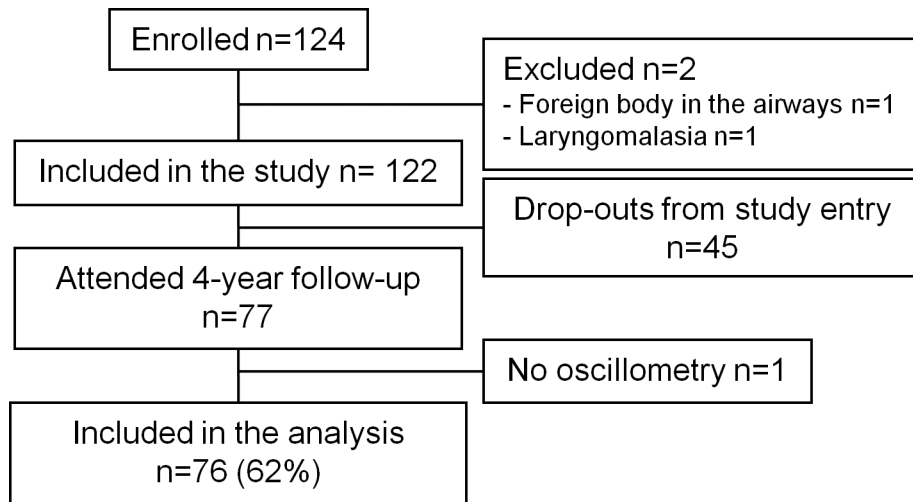 Enrolled n=124
Excluded n=2
- Foreign body in the airways n=1
- Laryngomalasia n=1
Included in the study n= 122
Drop-outs from study entry
n=45
Attended 4-year follow-up
n=77
No oscillometry n=1
Included in the analysis
n=76 (62%)